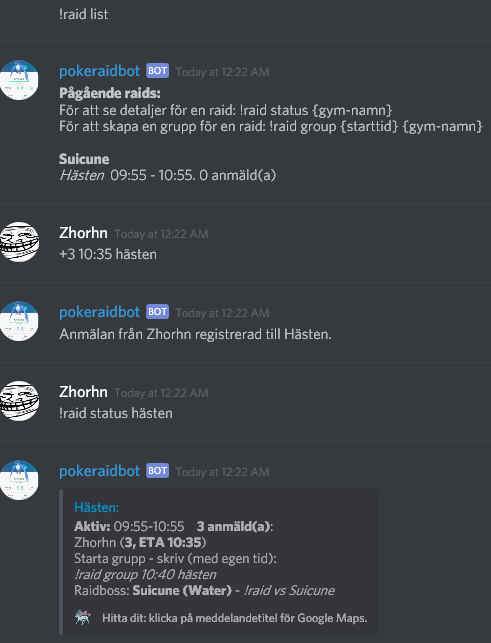 !raid list
pokeraidbot BOT Today at 12:22 AM
Pågående raids:
För att se detaljer för en raid: !raid status {gym-namn}
För att skapa en grupp för en raid: !raid group {starttid} {gym-namn}
Suicune
Hästen 09:55 - 10:55. 0 anmäld(a)
Zhorhn Today at 12:22 AM
+3 10:35 hästen
pokeraidbot BOT Today at 12:22 AM
Anmälan från Zhorhn registrerad till Hästen.
Zhorhn Today at 12:22 AM
!raid status hästen
pokeraidbot BOT Today at 12:22 AM
Hästen:
Aktiv: 09:55-10:55 3 anmäld(a):
Zhorhn (3, ETA 10:35)
Starta grupp - skriv (med egen tid):
!raid group 10:40 hästen
Raidboss: Suicune (Water) - !raid vs Suicune
Hitta dit: klicka på meddelandetitel för Google Maps.